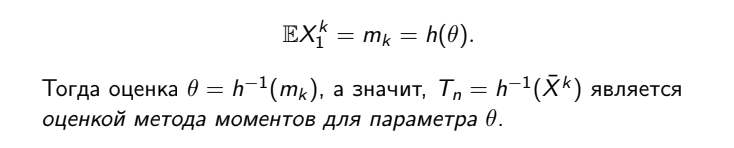 𝔼X₁ᵏ = mₖ = h(θ).
Тогда оценка θ = h⁻¹(mₖ), а значит, Tₙ = h⁻¹(X̄ᵏ) является
оценкой метода моментов для параметра θ.